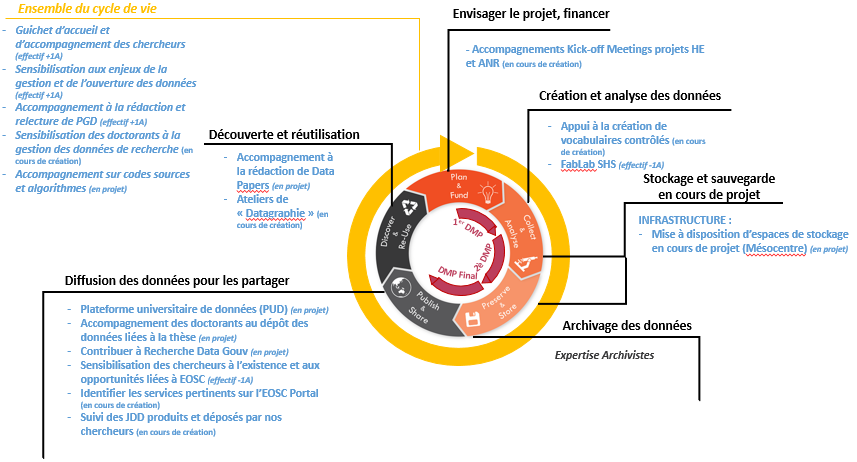 Ensemble du cycle de vie
- Guichet d'accueil et
d'accompagnement des chercheurs
(effectif +1A)
- Sensibilisation aux enjeux de la
gestion et de l'ouverture des données
(effectif +1A)
- Accompagnement à la rédaction et
relecture de PGD (effectif +1A)
- Sensibilisation des doctorants à la
gestion des données de recherche (en
cours de création)
- Accompagnement sur codes sources
et algorithmes (en projet)
Envisager le projet, financer
- Accompagnements Kick-off Meetings projets HE
et ANR (en cours de création)
Création et analyse des données
- Appui à la création de
vocabulaires contrôlés (en cours
de création)
- FabLab SHS (effectif -1A)
Découverte et réutilisation
- Accompagnement à
la rédaction de Data
Papers (en projet)
- Ateliers de
« Datagraphie » (en cours
de création)
Stockage et sauvegarde
en cours de projet
INFRASTRUCTURE :
- Mise à disposition d'espaces de stockage
en cours de projet (Mésocentre) (en projet)
Plan
&
Fund
Collect
&
Analyse
Preserve
&
Store
Publish
&
Share
Discover
&
Re-Use
1er DMP
2e DMP
DMP Final
Diffusion des données pour les partager
- Plateforme universitaire de données (PUD) (en projet)
- Accompagnement des doctorants au dépôt des
données liées à la thèse (en projet)
- Contribuer à Recherche Data Gouv (en projet)
- Sensibilisation des chercheurs à l'existence et aux
opportunités liées à EOSC (effectif -1A)
- Identifier les services pertinents sur l'EOSC Portal
(en cours de création)
- Suivi des JDD produits et déposés par nos
chercheurs (en cours de création)
Archivage des données
Expertise Archivistes